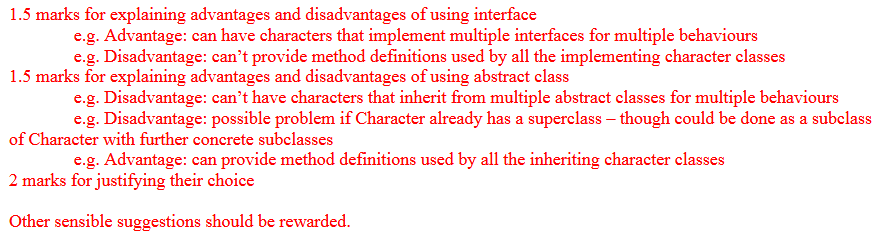 1.5 marks for explaining advantages and disadvantages of using interface
e.g. Advantage: can have characters that implement multiple interfaces for multiple behaviours
e.g. Disadvantage: can’t provide method definitions used by all the implementing character classes
1.5 marks for explaining advantages and disadvantages of using abstract class
e.g. Disadvantage: can’t have characters that inherit from multiple abstract classes for multiple behaviours
e.g. Disadvantage: possible problem if Character already has a superclass – though could be done as a subclass
of Character with further concrete subclasses
e.g. Advantage: can provide method definitions used by all the inheriting character classes
2 marks for justifying their choice
Other sensible suggestions should be rewarded.